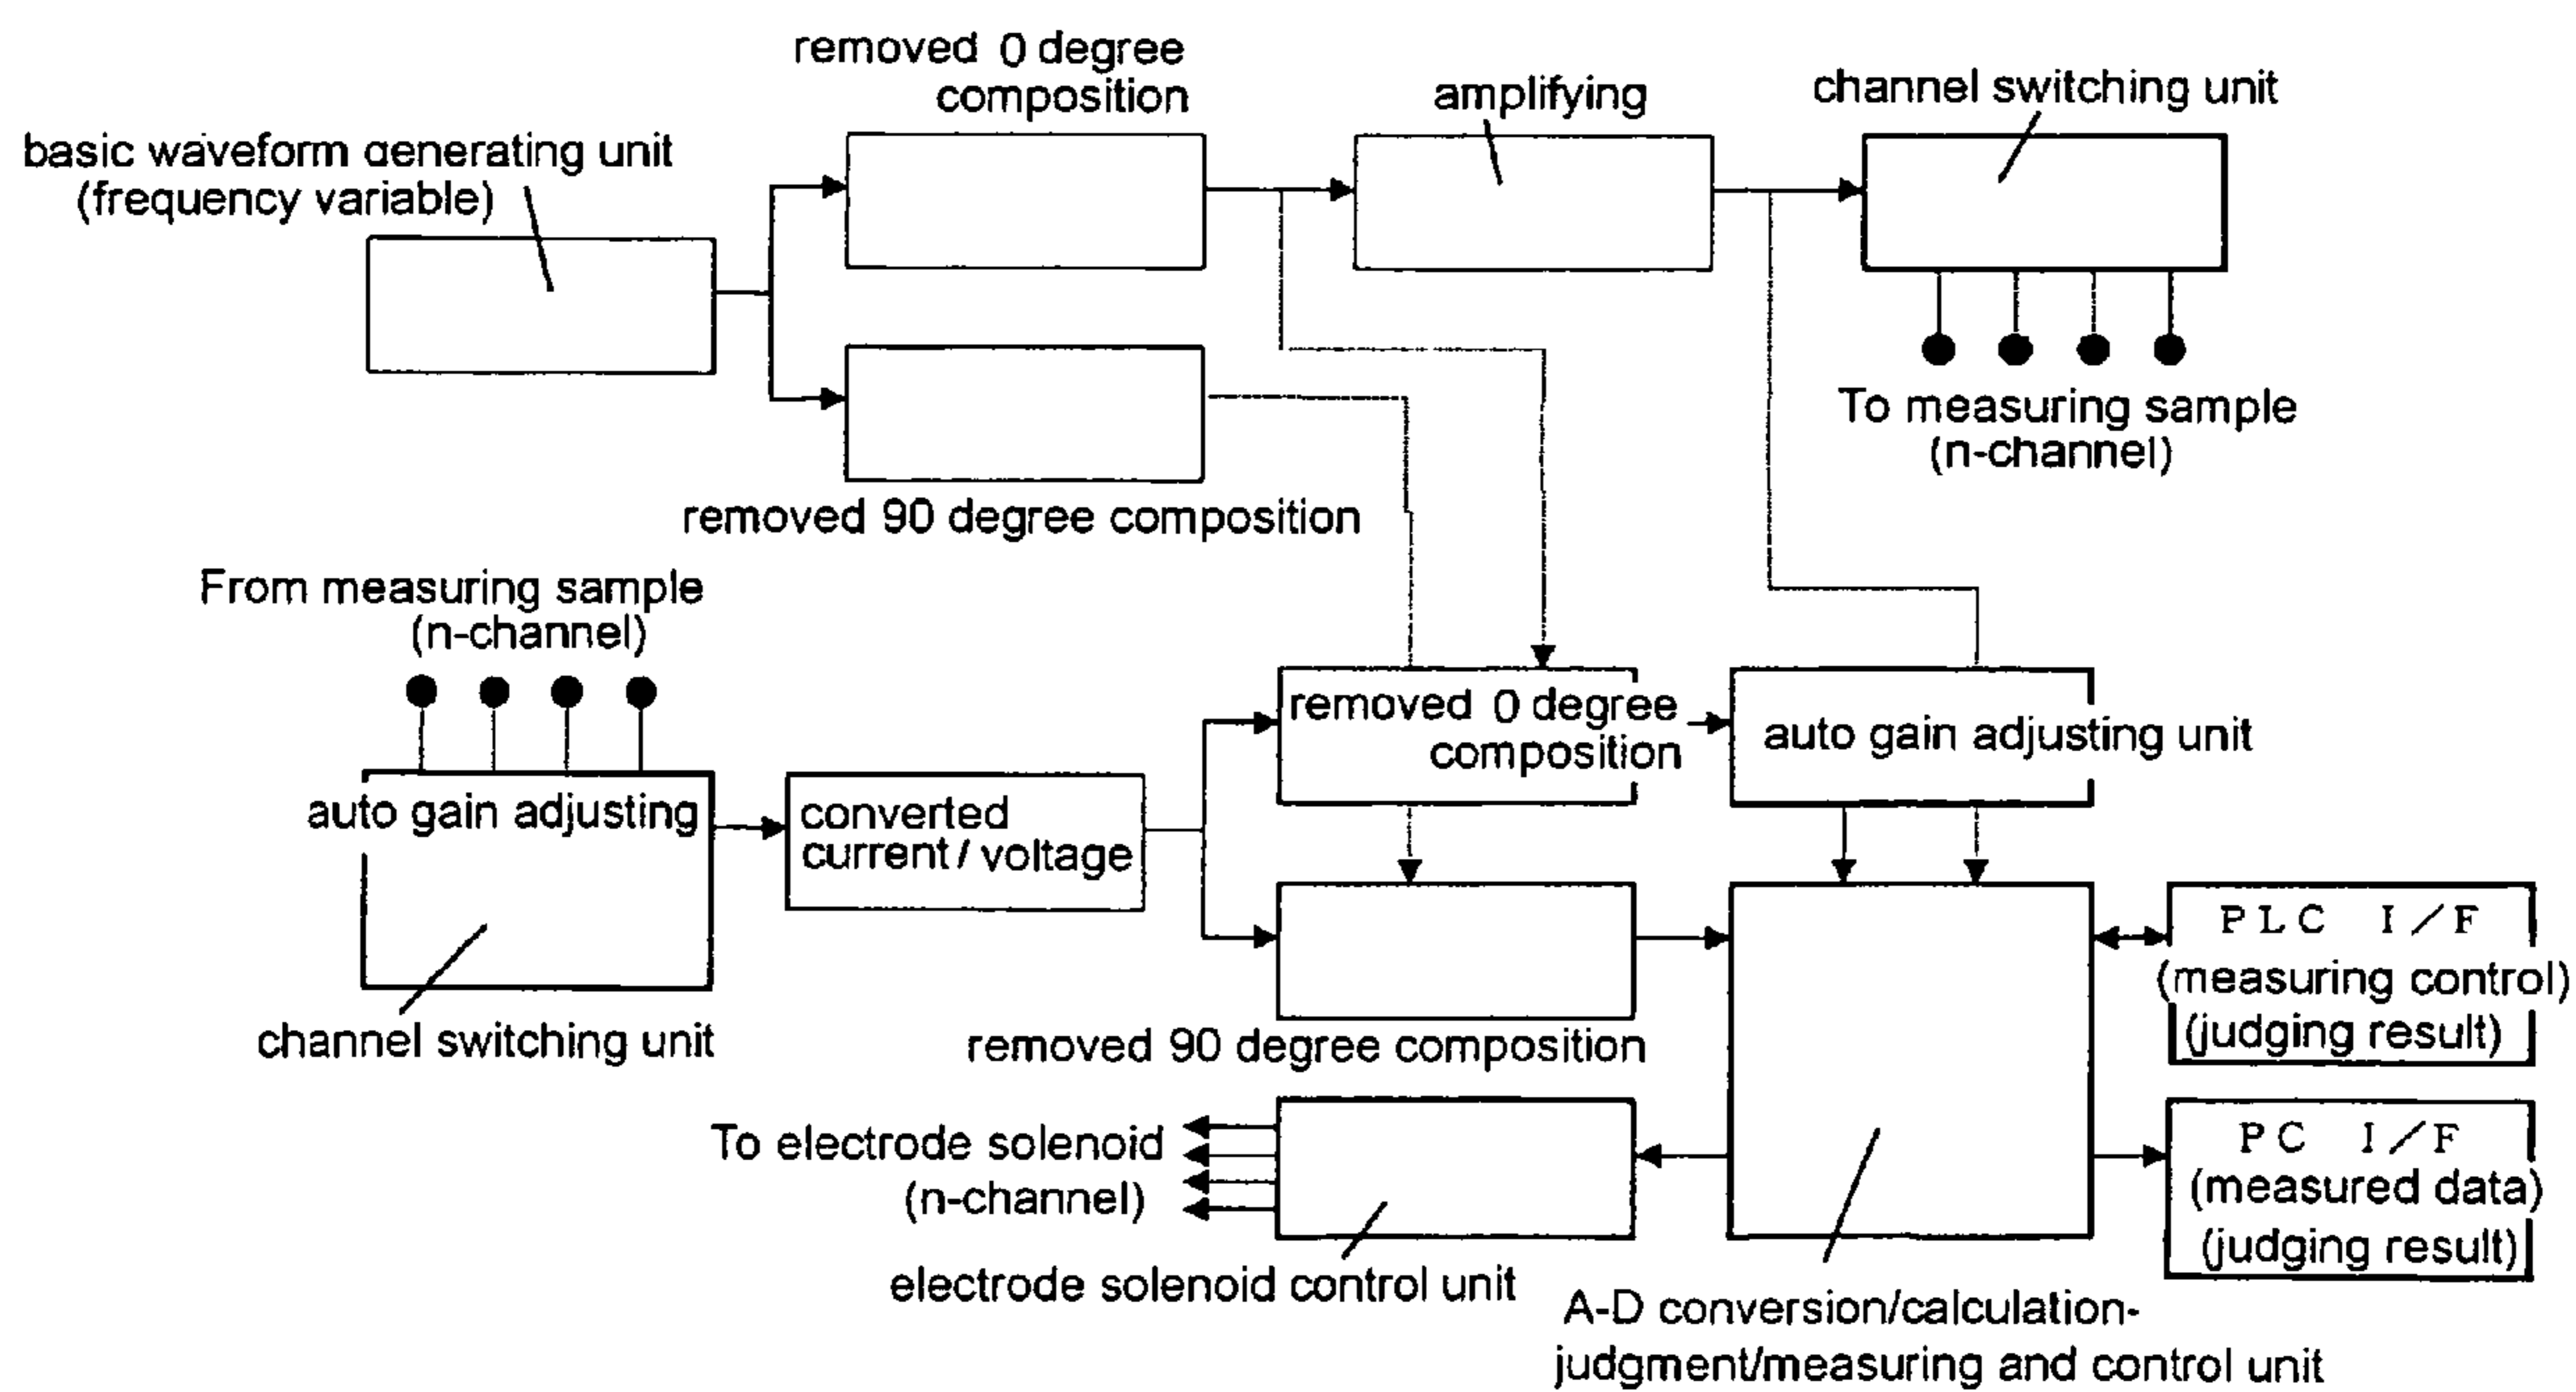 removed 0 degree
composition
amplifying
channel switching unit
basic waveform generating unit
(frequency variable)
To measuring sample
(n-channel)
removed 90 degree composition
From measuring sample
(n-channel)
removed 0 degree
composition
auto gain adjusting unit
auto gain adjusting
converted
current / voltage
channel switching unit
removed 90 degree composition
PLC I/F
(measuring control)
(judging result)
To electrode solenoid
(n-channel)
electrode solenoid control unit
PC I/F
(measured data)
(judging result)
A-D conversion/calculation-
judgment/measuring and control unit